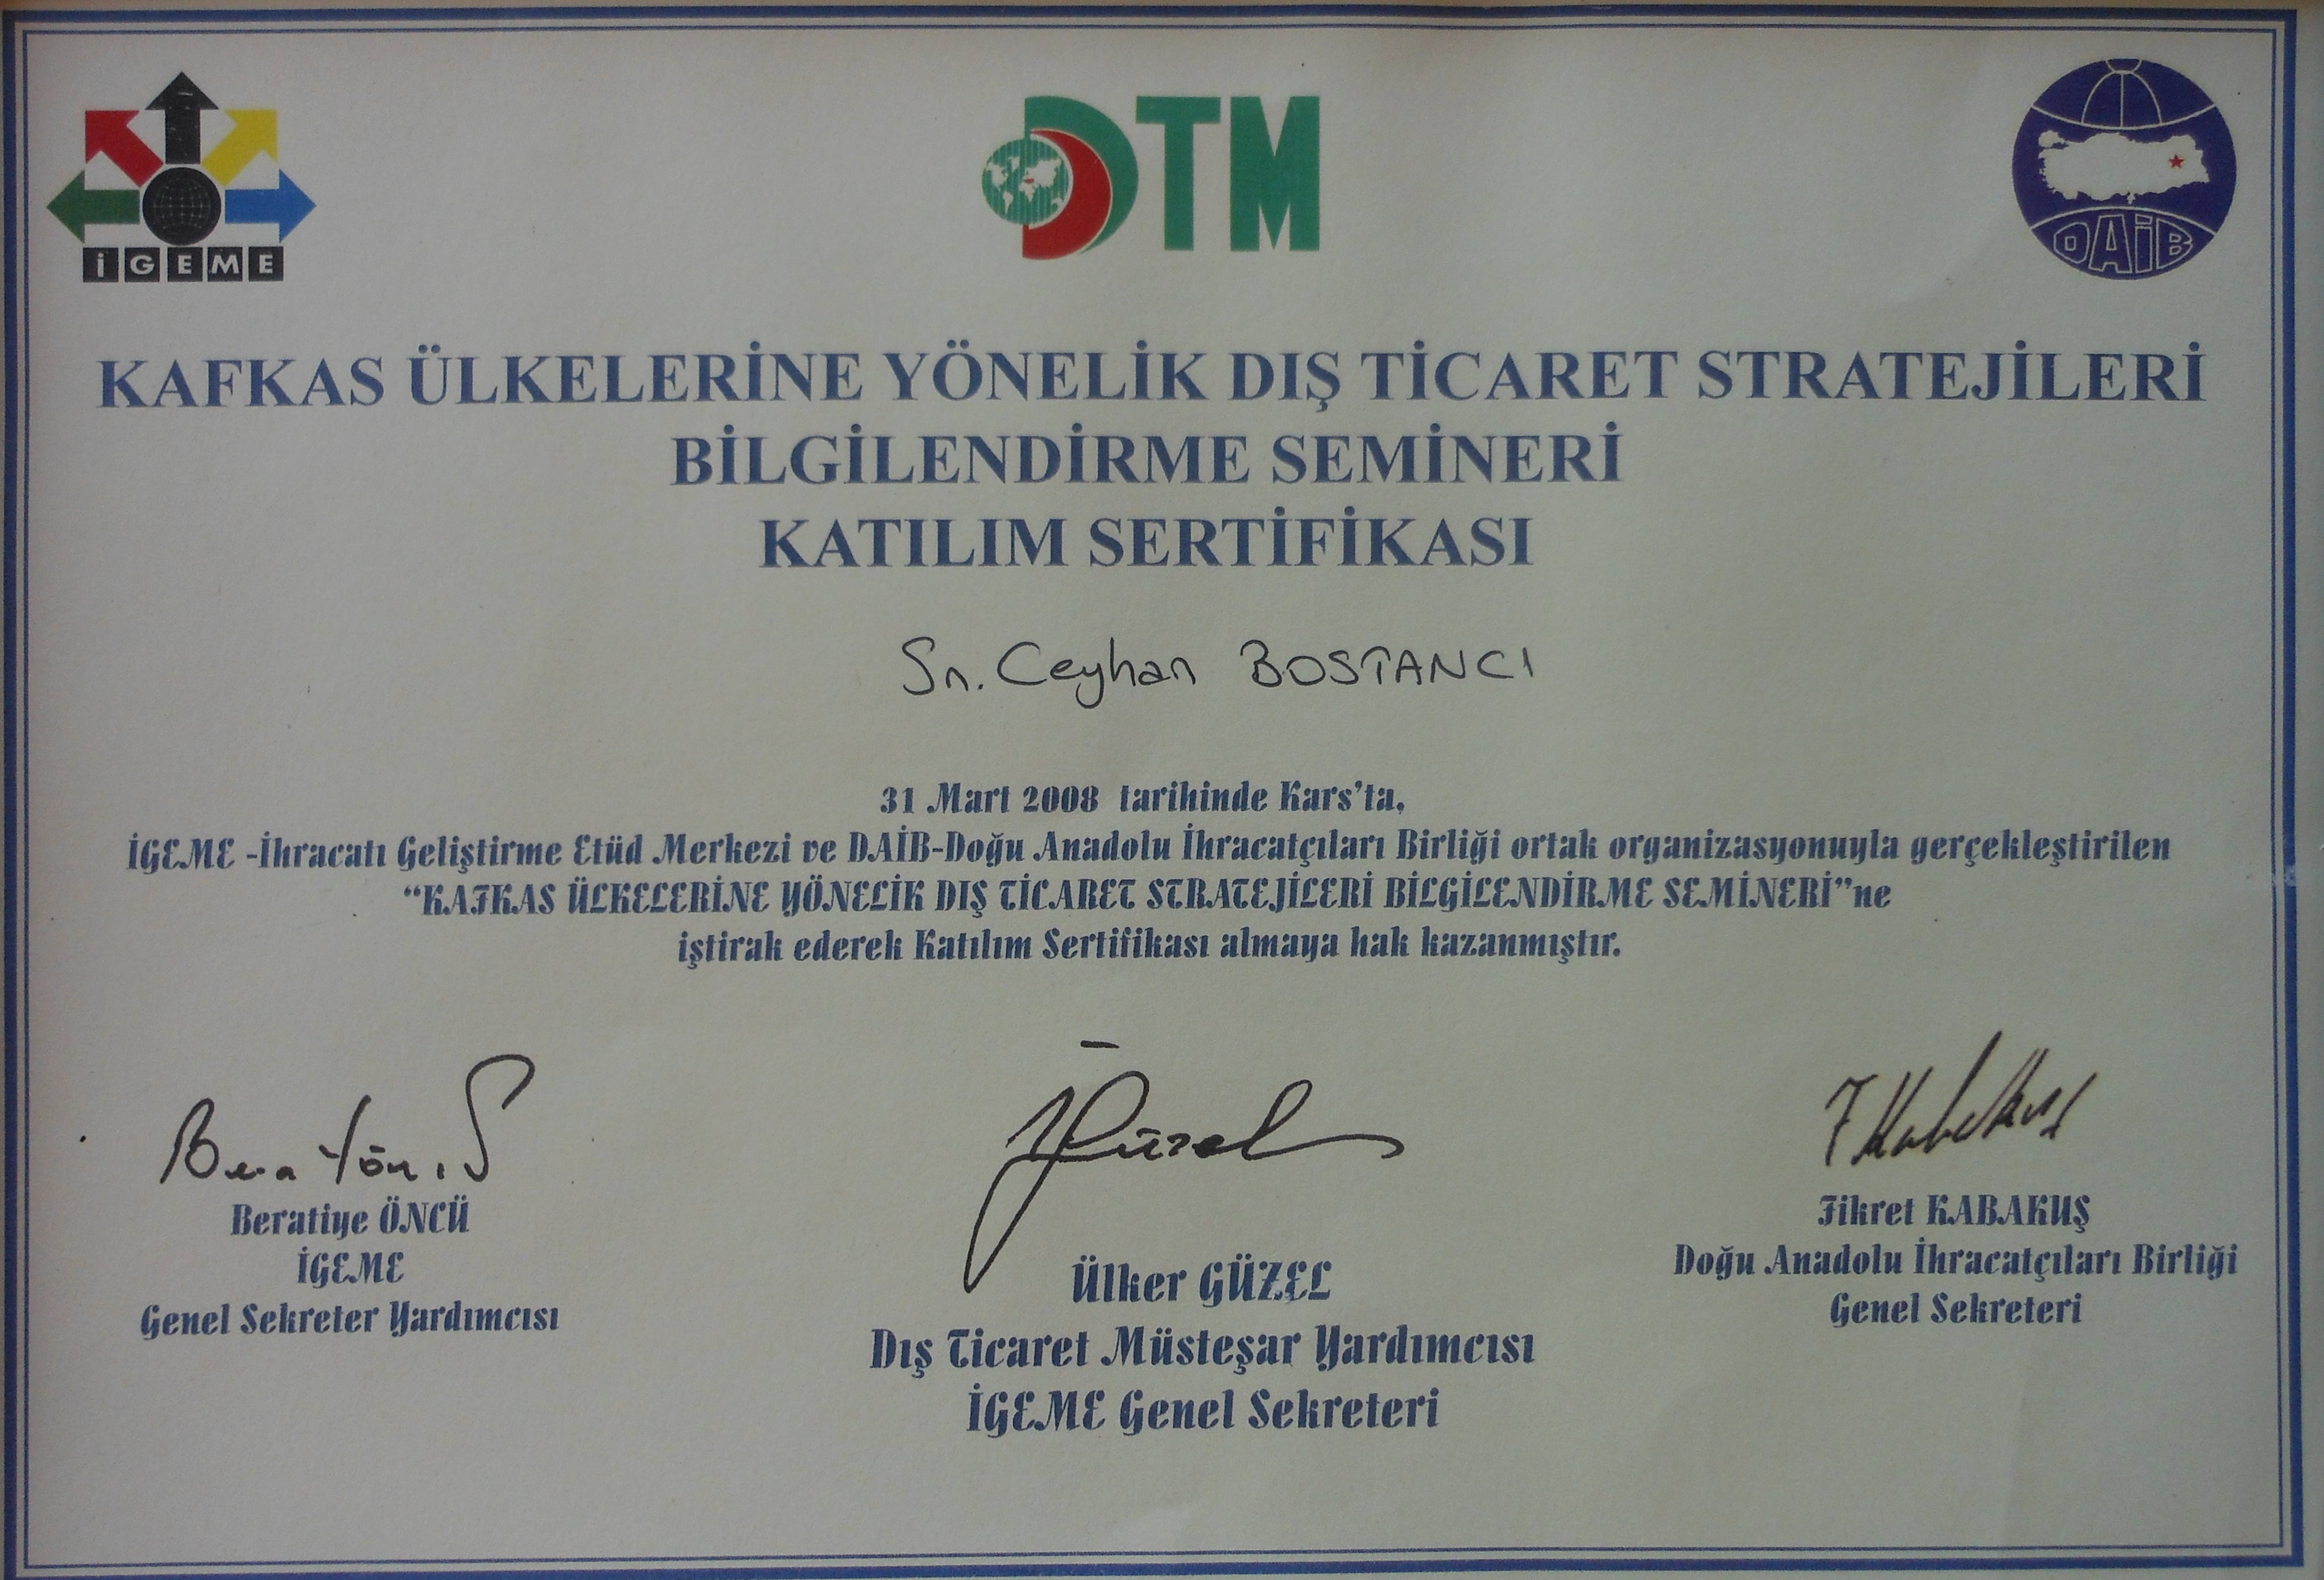 İGEME
DTM
DAİB
KAFKAS ÜLKELERİNE YÖNELİK DIŞ TİCARET STRATEJİLERİ
BİLGİLENDİRME SEMİNERİ
KATILIM SERTİFİKASI
Sn. Ceyhan BOSTANCI
31 Mart 2008 tarihinde Kars'ta,
İGEME -İhracatı Geliştirme Etüd Merkezi ve DAİB-Doğu Anadolu İhracatçıları Birliği ortak organizasyonuyla gerçekleştirilen
“KAFKAS ÜLKELERİNE YÖNELİK DIŞ TİCARET STRATEJİLERİ BİLGİLENDİRME SEMİNERİ”ne
iştirak ederek Katılım Sertifikası almaya hak kazanmıştır.
Beratiye ÖNCÜ
İGEME
Genel Sekreter Yardımcısı
Ülker GÜZEL
Dış Ticaret Müsteşar Yardımcısı
İGEME Genel Sekreteri
Fikret KABAKUŞ
Doğu Anadolu İhracatçıları Birliği
Genel Sekreteri